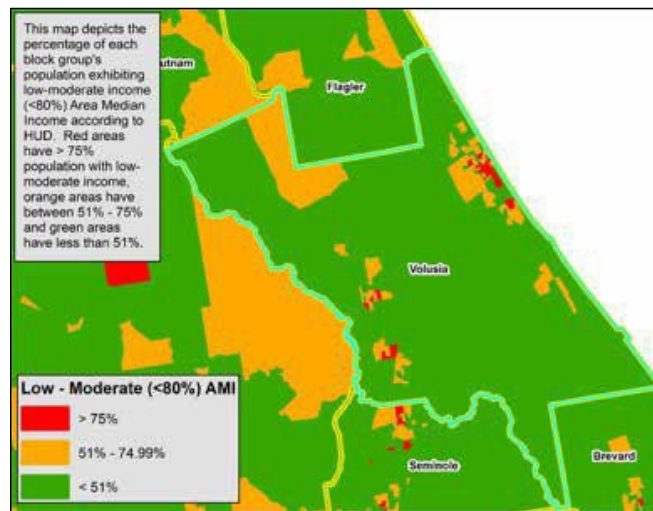 This map depicts the
percentage of each
block group's
population exhibiting
low-moderate income
(<80%) Area Median
Income according to
HUD. Red areas
have > 75%
population with low-
moderate income,
orange areas have
between 51% - 75%
and green areas
have less than 51%.
utnam
Flagler
Volusia
Low - Moderate (<80%) AMI
> 75%
51% - 74.99%
< 51%
Seminole
Brevard